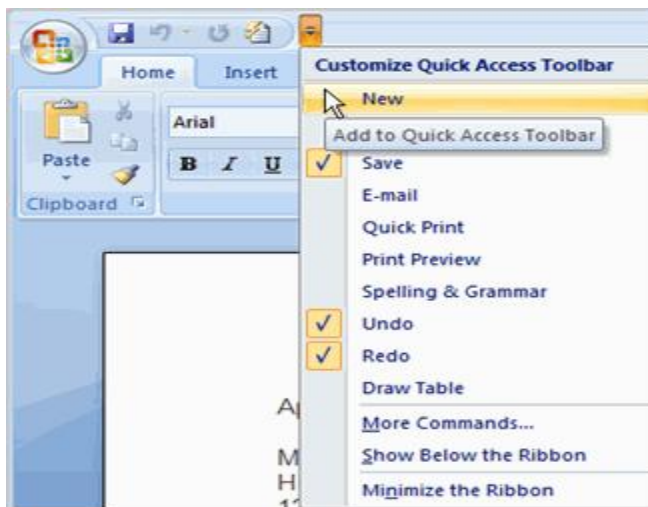 Customize Quick Access Toolbar
Home Insert
New
Add to Quick Access Toolbar
Arial
Paste
B I U
Save
E-mail
Clipboard
Quick Print
Print Preview
Spelling & Grammar
Undo
Redo
Draw Table
More Commands...
Show Below the Ribbon
Minimize the Ribbon